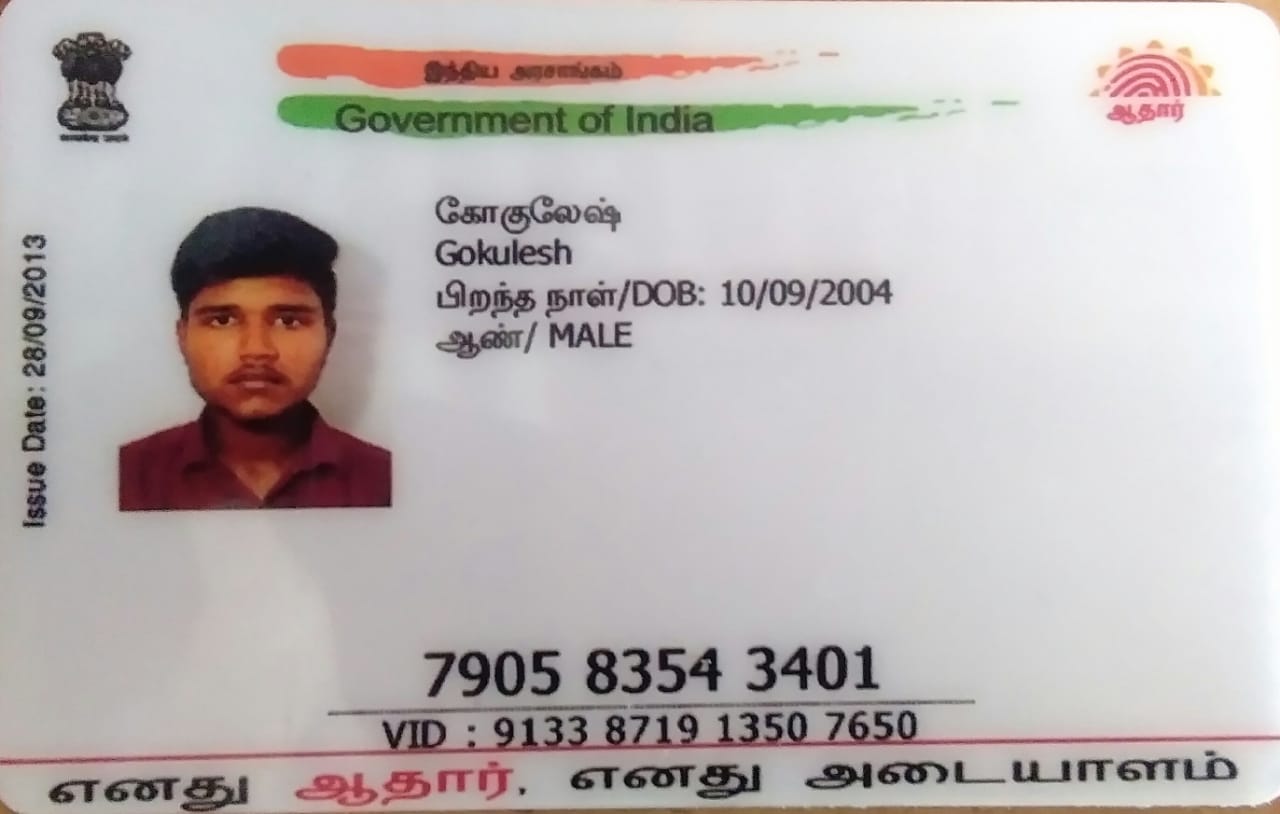 இந்திய அரசாங்கம்
Government of India
ஆதார்
கோகுலேஷ்
Gokulesh
பிறந்த நாள்/DOB: 10/09/2004
ஆண்/ MALE
Issue Date: 28/09/2013
7905 8354 3401
VID : 9133 8719 1350 7650
எனது ஆதார், எனது அடையாளம்